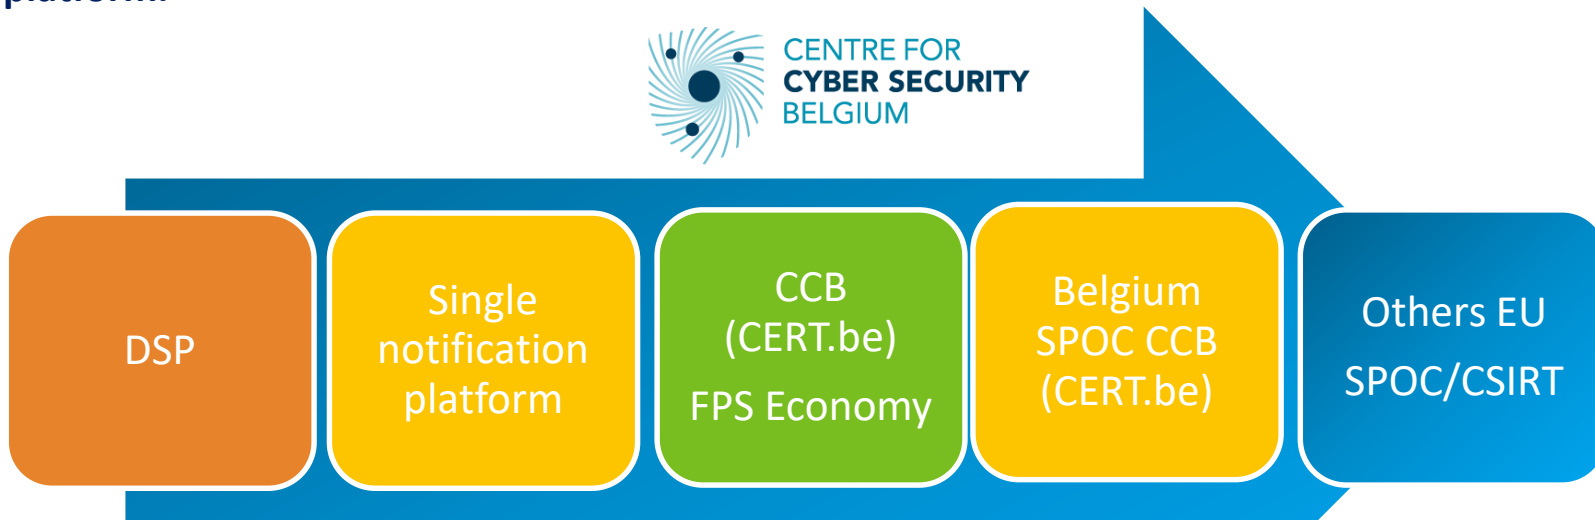 platform.
CENTRE FOR
CYBER SECURITY
BELGIUM
DSP
Single
notification
platform
CCB
(CERT.be)
FPS Economy
Belgium
SPOC CCB
(CERT.be)
Others EU
SPOC/CSIRT